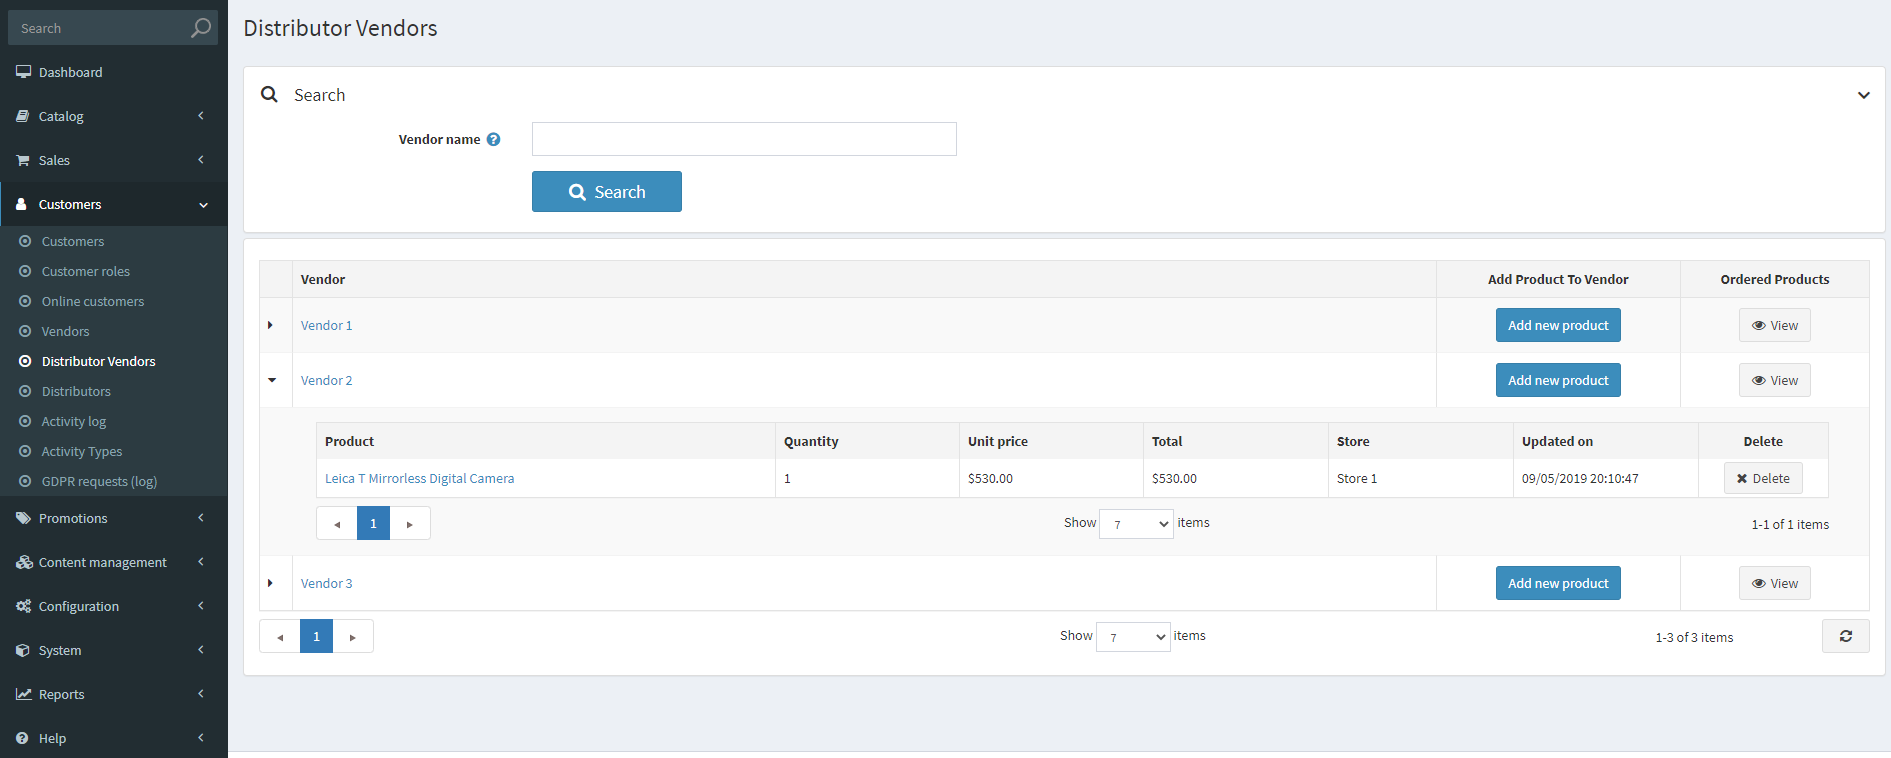 Search
Dashboard
Catalog
Sales
Customers
Customers
Customer roles
Online customers
Vendors
Distributor Vendors
Distributors
Activity log
Activity Types
GDPR requests (log)
Promotions
Content management
Configuration
System
Reports
Help
Distributor Vendors
Search
Vendor name ?
Search
Vendor Add Product To Vendor Ordered Products
Vendor 1 Add new product View
Vendor 2 Add new product View
Product Quantity Unit price Total Store Updated on Delete
Leica T Mirrorless Digital Camera 1 $530.00 $530.00 Store 1 09/05/2019 20:10:47 Delete
1 Show 7 items 1-1 of 1 items
Vendor 3 Add new product View
1 Show 7 items 1-3 of 3 items